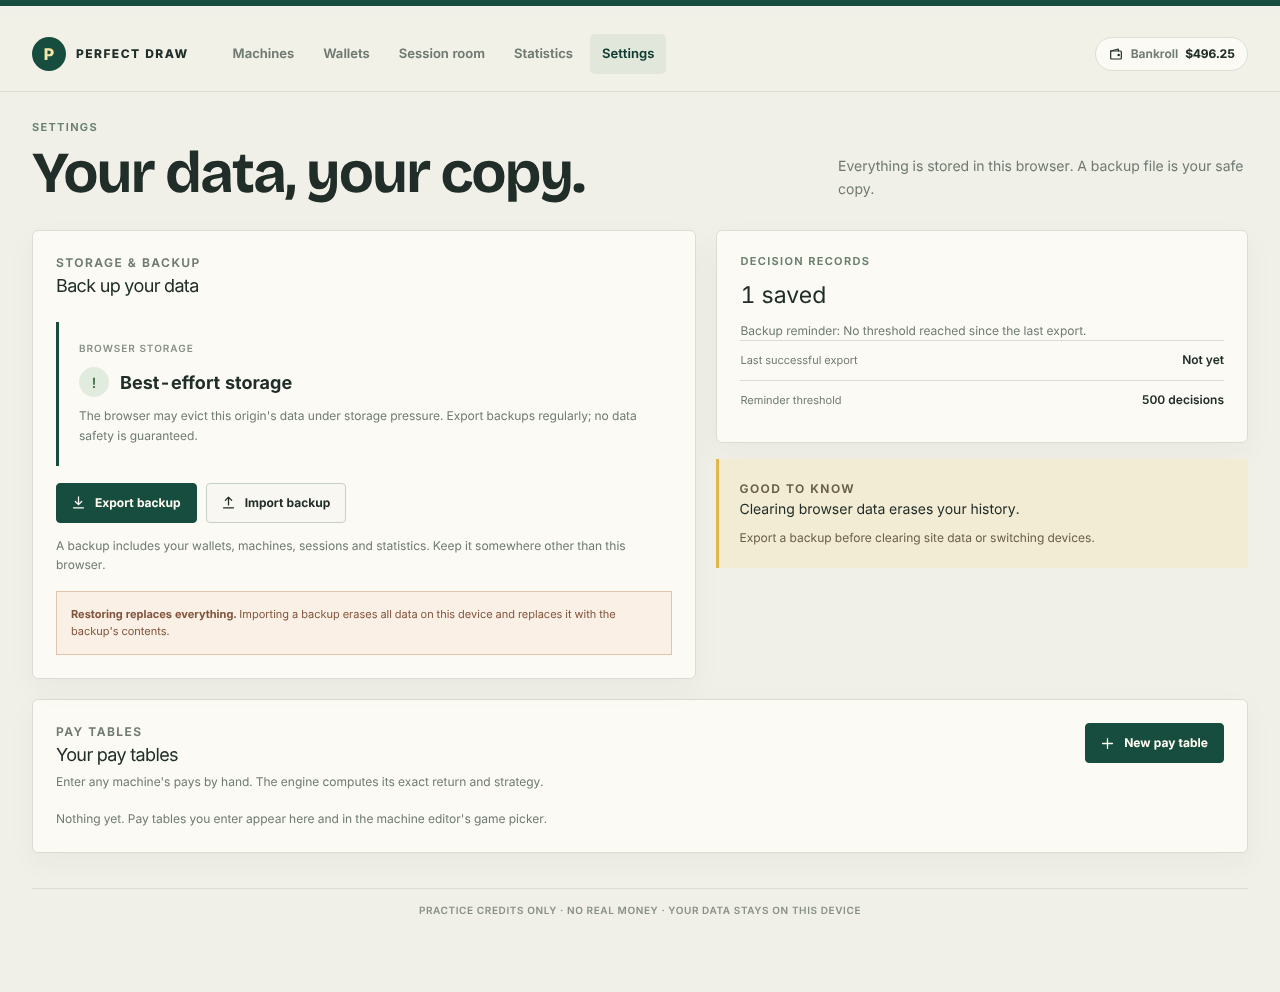 P PERFECT DRAW Machines Wallets Session room Statistics Settings Bankroll $496.25
SETTINGS
Your data, your copy.
Everything is stored in this browser. A backup file is your safe
copy.
STORAGE & BACKUP
Back up your data
BROWSER STORAGE
! Best-effort storage
The browser may evict this origin's data under storage pressure. Export backups regularly; no data
safety is guaranteed.
Export backup Import backup
A backup includes your wallets, machines, sessions and statistics. Keep it somewhere other than this
browser.
Restoring replaces everything. Importing a backup erases all data on this device and replaces it with the
backup's contents.
DECISION RECORDS
1 saved
Backup reminder: No threshold reached since the last export.
Last successful export Not yet
Reminder threshold 500 decisions
GOOD TO KNOW
Clearing browser data erases your history.
Export a backup before clearing site data or switching devices.
PAY TABLES
Your pay tables
Enter any machine's pays by hand. The engine computes its exact return and strategy.
New pay table
Nothing yet. Pay tables you enter appear here and in the machine editor's game picker.
PRACTICE CREDITS ONLY · NO REAL MONEY · YOUR DATA STAYS ON THIS DEVICE